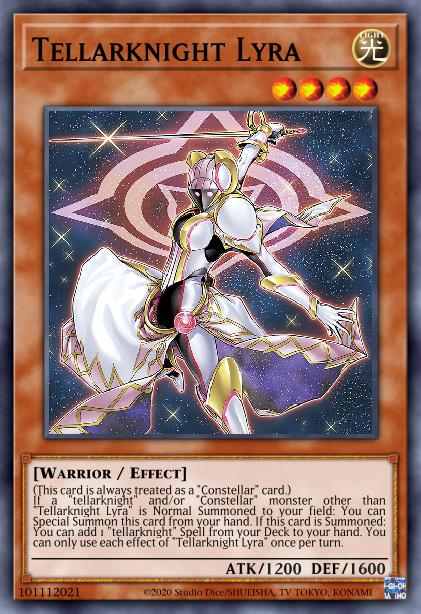 TELLARKNIGHT LYRA
LIGHT
光
[WARRIOR / EFFECT]
(This card is always treated as a "Constellar" card.)
If a "tellarknight" and/or "Constellar" monster other than
"Tellarknight Lyra" is Normal Summoned to your field: You can
Special Summon this card from your hand. If this card is Summoned:
You can add 1 "tellarknight" Spell from your Deck to your hand. You
can only use each effect of "Tellarknight Lyra" once per turn.
ATK/1200 DEF/1600
101112021
©2020 Studio Dice/SHUEISHA, TV TOKYO, KONAMI